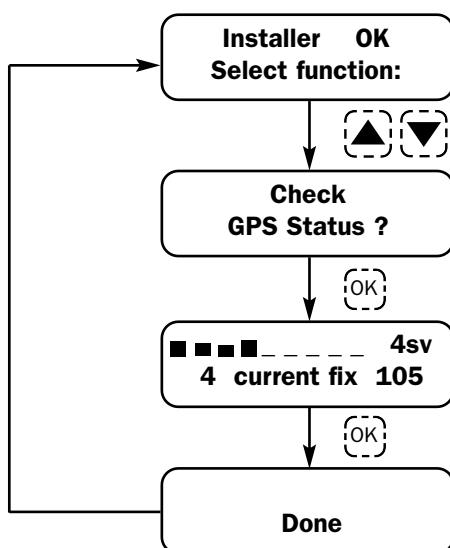 Installer OK
Select function:
Check
GPS Status ?
OK
_ _ _ _ _ 4sv
4 current fix 105
OK
Done